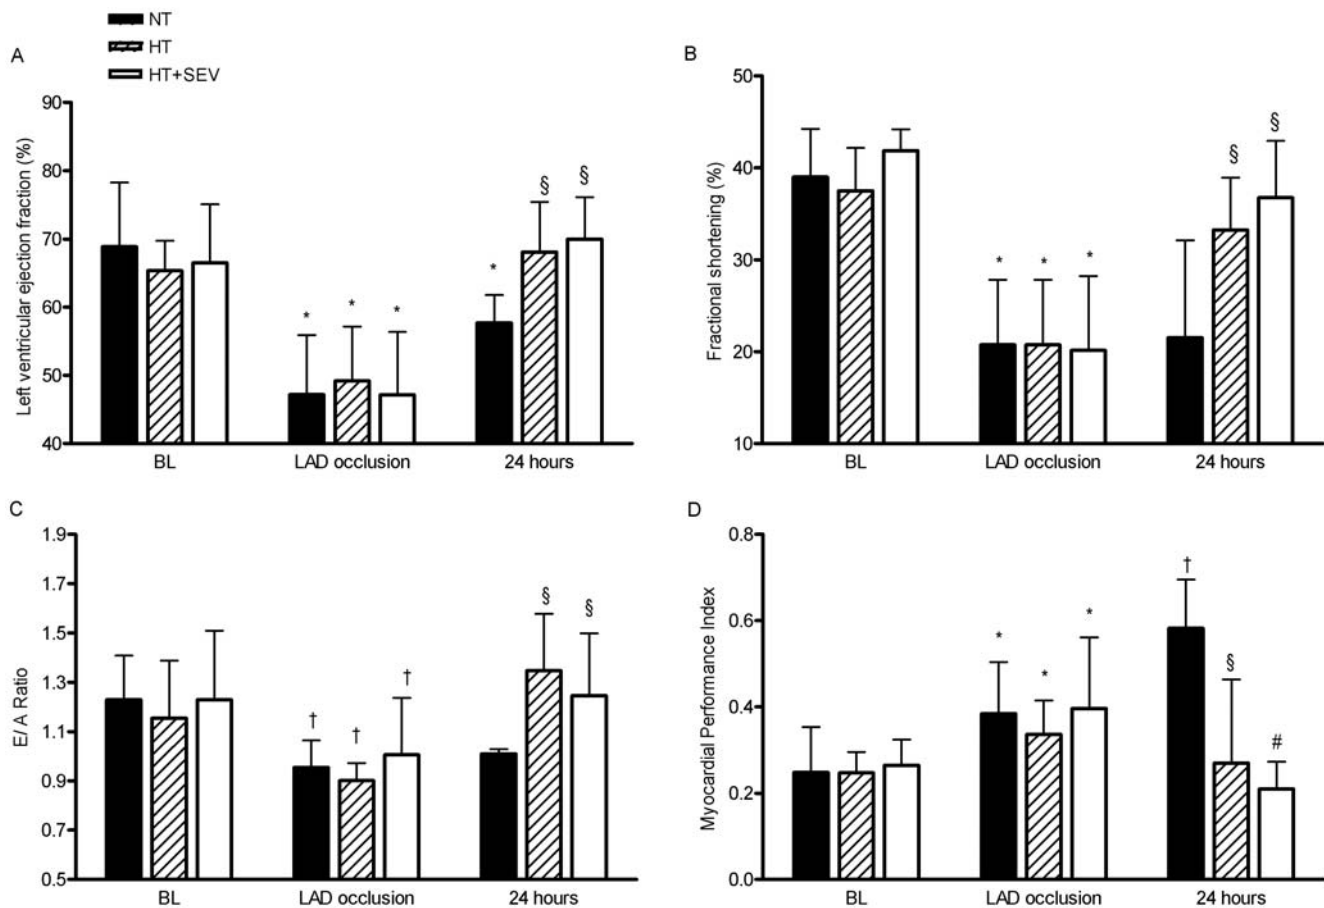 NT
HT
HT+SEV
A
Left ventricular ejection fraction (%)
90
80
70
60
50
40
* * * * § §
BL LAD occlusion 24 hours
B
Fractional shortening (%)
50
40
30
20
10
* * * § §
BL LAD occlusion 24 hours
C
E/ A Ratio
1.9
1.7
1.5
1.3
1.1
0.9
0.7
0.5
† † † § §
BL LAD occlusion 24 hours
D
Myocardial Performance Index
0.8
0.6
0.4
0.2
0.0
* * * † § #
BL LAD occlusion 24 hours